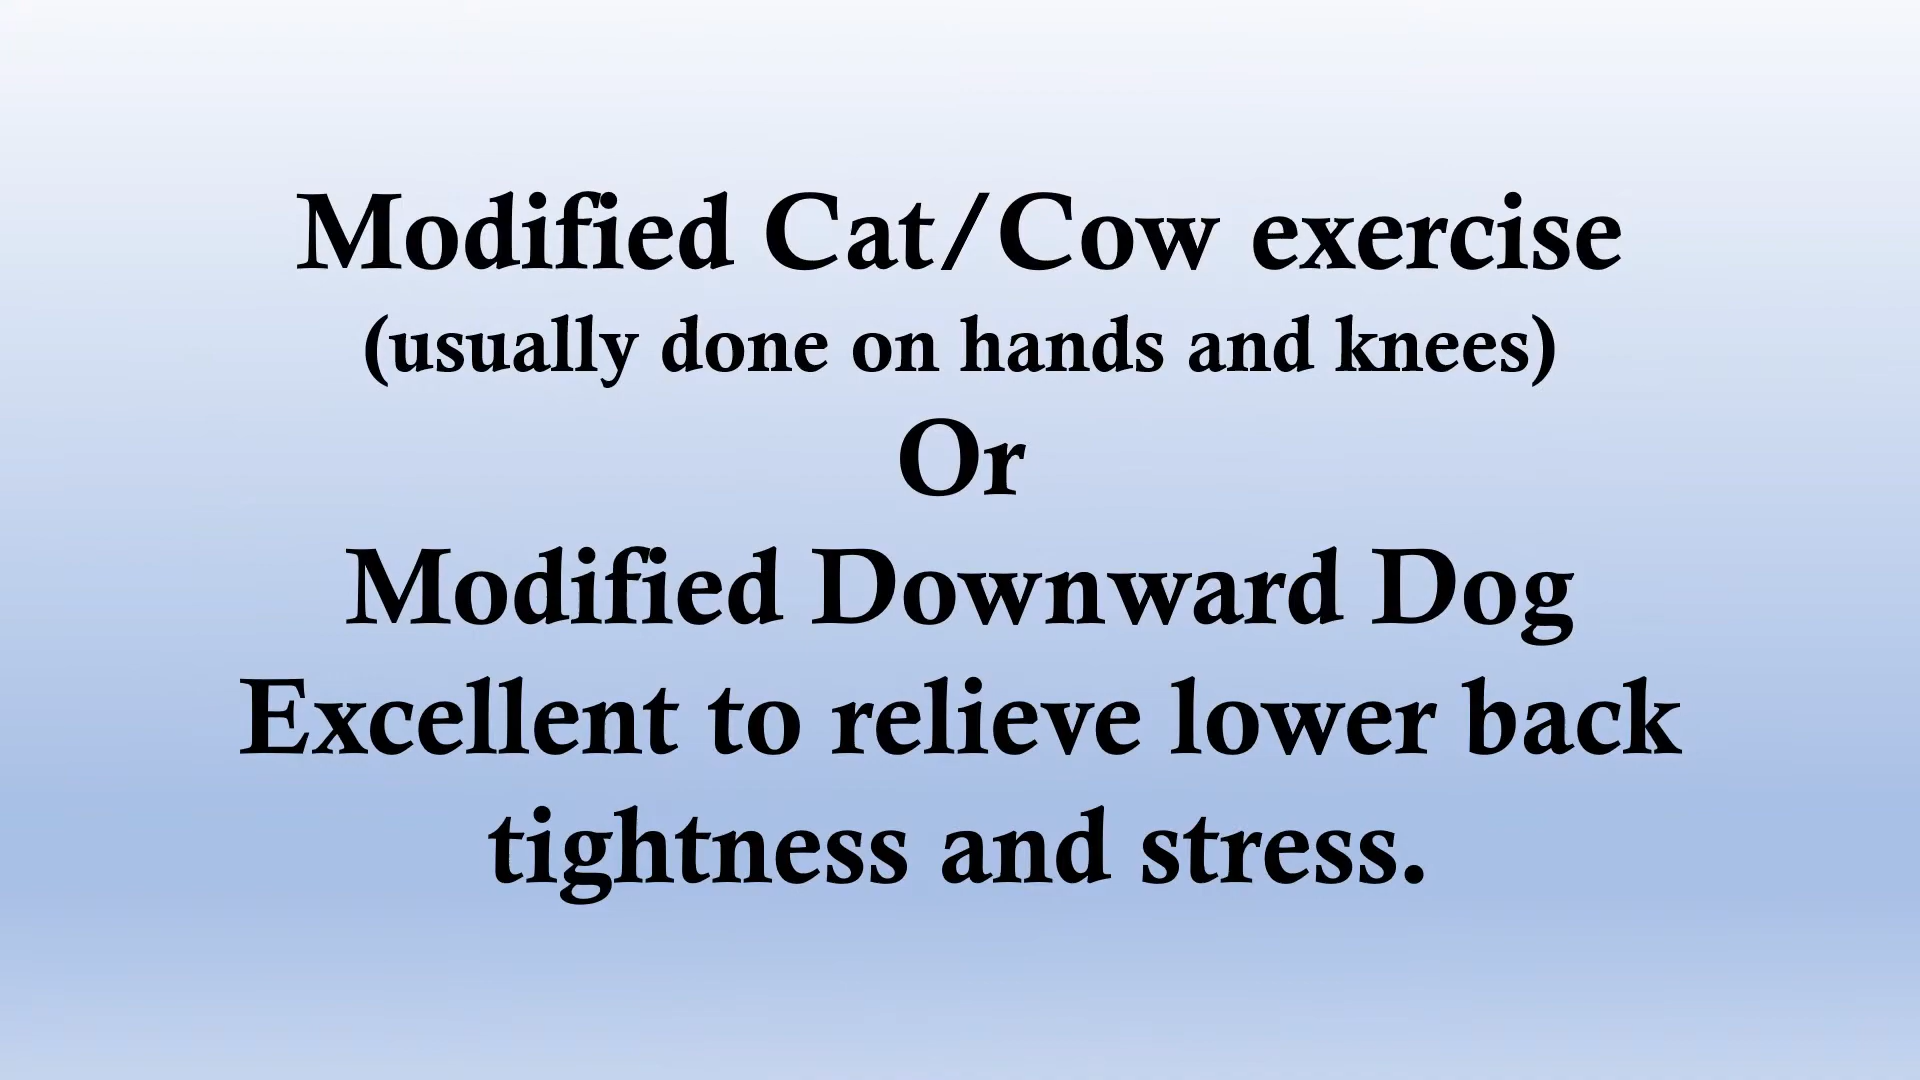 Modified Cat/Cow exercise
(usually done on hands and knees)
Or
Modified Downward Dog
Excellent to relieve lower back
tightness and stress.